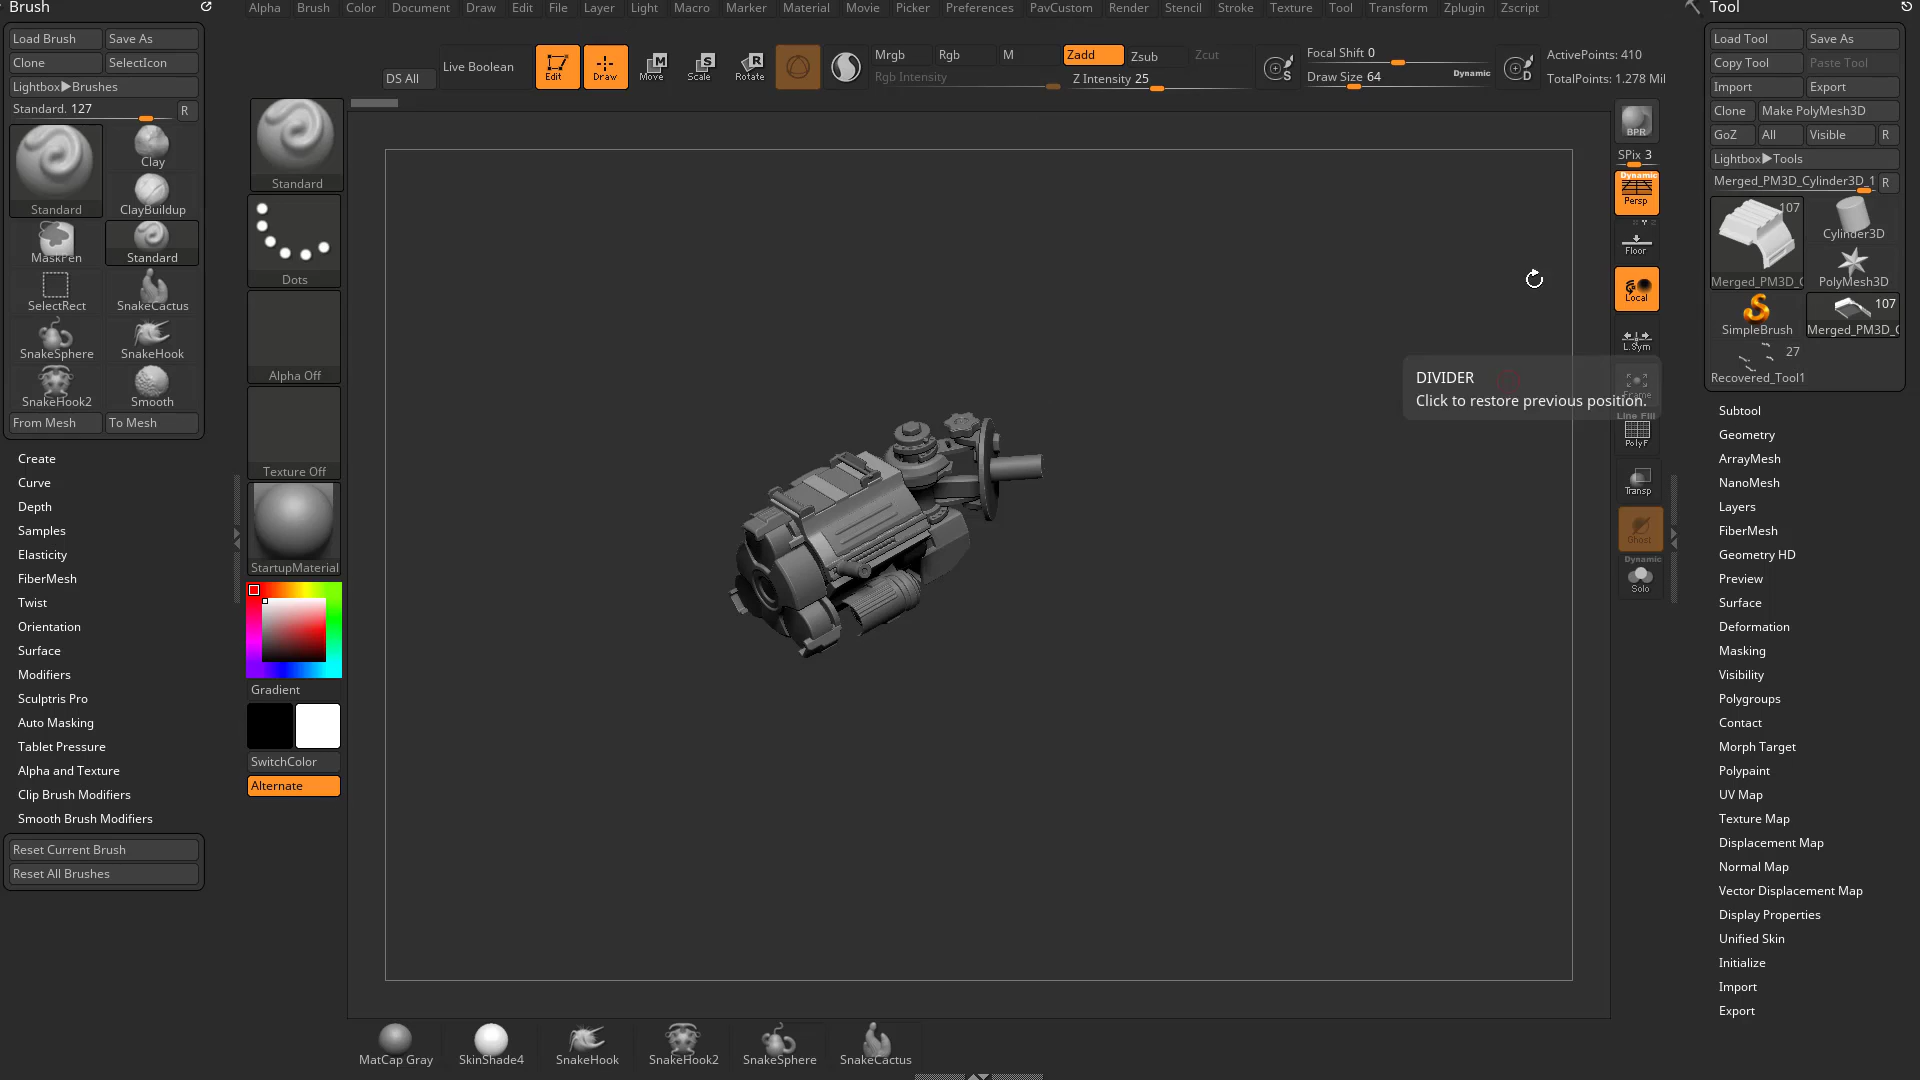 Brush
Alpha Brush Color Document Draw Edit File Layer Light Macro Marker Material Movie Picker Preferences PavCustom Render Stencil Stroke Texture Tool Transform Zplugin Zscript
Tool
Load Brush Save As
Clone SelectIcon
Lightbox▶Brushes
Standard. 127 R
Standard
Clay
ClayBuildup
MaskPen Standard
SelectRect SnakeCactus
SnakeSphere SnakeHook
SnakeHook2 Smooth
From Mesh To Mesh
Create
Curve
Depth
Samples
Elasticity
FiberMesh
Twist
Orientation
Surface
Modifiers
Sculptris Pro
Auto Masking
Tablet Pressure
Alpha and Texture
Clip Brush Modifiers
Smooth Brush Modifiers
Reset Current Brush
Reset All Brushes
DS All
Live Boolean
Edit
Draw
Move
Scale
Rotate
Mrgb Rgb M
Rgb Intensity
Zadd Zsub Zcut
Z Intensity 25
S
Focal Shift 0
Draw Size 64 Dynamic
D
ActivePoints: 410
TotalPoints: 1.278 Mil
Standard
Dots
Alpha Off
Texture Off
StartupMaterial
Gradient
SwitchColor
Alternate
DIVIDER
Click to restore previous position.
BPR
SPix 3
Dynamic
Persp
Floor
Local
L.Sym
Frame
Line Fill
PolyF
Transp
Ghost
Dynamic
Solo
MatCap Gray SkinShade4 SnakeHook SnakeHook2 SnakeSphere SnakeCactus
Load Tool Save As
Copy Tool Paste Tool
Import Export
Clone Make PolyMesh3D
GoZ All Visible R
Lightbox▶Tools
Merged_PM3D_Cylinder3D_1 R
107
Cylinder3D
Merged_PM3D_C PolyMesh3D
107
SimpleBrush Merged_PM3D_C
27
Recovered_Tool1
Subtool
Geometry
ArrayMesh
NanoMesh
Layers
FiberMesh
Geometry HD
Preview
Surface
Deformation
Masking
Visibility
Polygroups
Contact
Morph Target
Polypaint
UV Map
Texture Map
Displacement Map
Normal Map
Vector Displacement Map
Display Properties
Unified Skin
Initialize
Import
Export